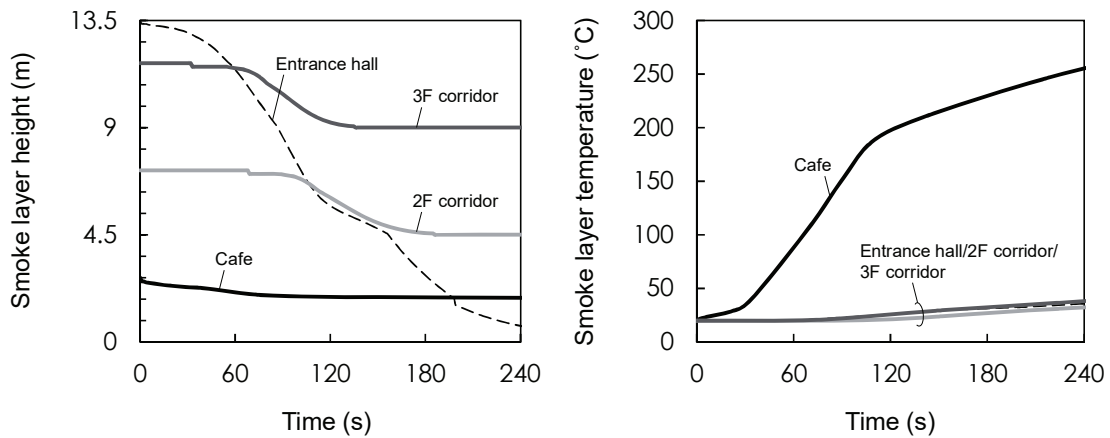 Smoke layer height (m)
13.5
9
4.5
0
Entrance hall
3F corridor
2F corridor
Cafe
0 60 120 180 240
Time (s)
Smoke layer temperature (˚C)
300
250
200
150
100
50
0
Cafe
Entrance hall/2F corridor/
3F corridor
0 60 120 180 240
Time (s)